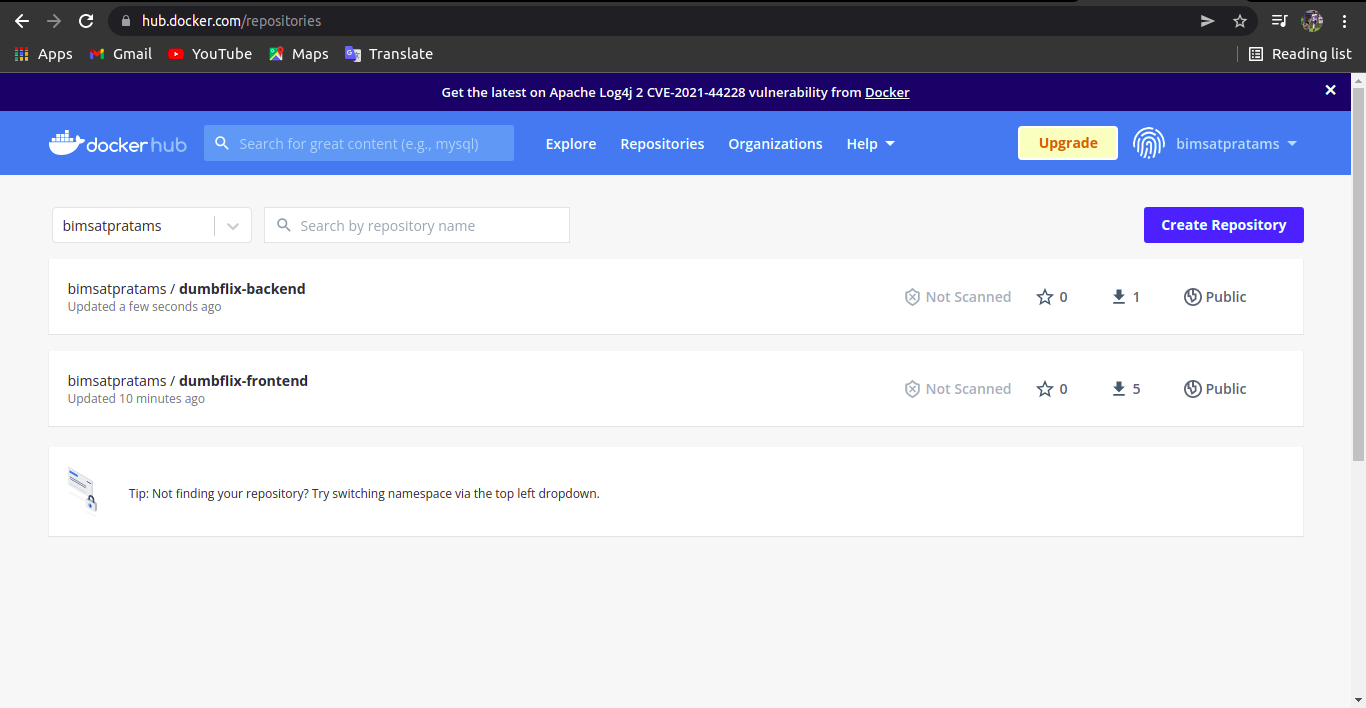 hub.docker.com/repositories
Apps Gmail YouTube Maps Translate Reading list
Get the latest on Apache Log4j 2 CVE-2021-44228 vulnerability from Docker
docker hub Search for great content (e.g., mysql) Explore Repositories Organizations Help Upgrade bimsatpratams
bimsatpratams Search by repository name Create Repository
bimsatpratams / dumbflix-backend
Updated a few seconds ago
Not Scanned 0 1 Public
bimsatpratams / dumbflix-frontend
Updated 10 minutes ago
Not Scanned 0 5 Public
Tip: Not finding your repository? Try switching namespace via the top left dropdown.